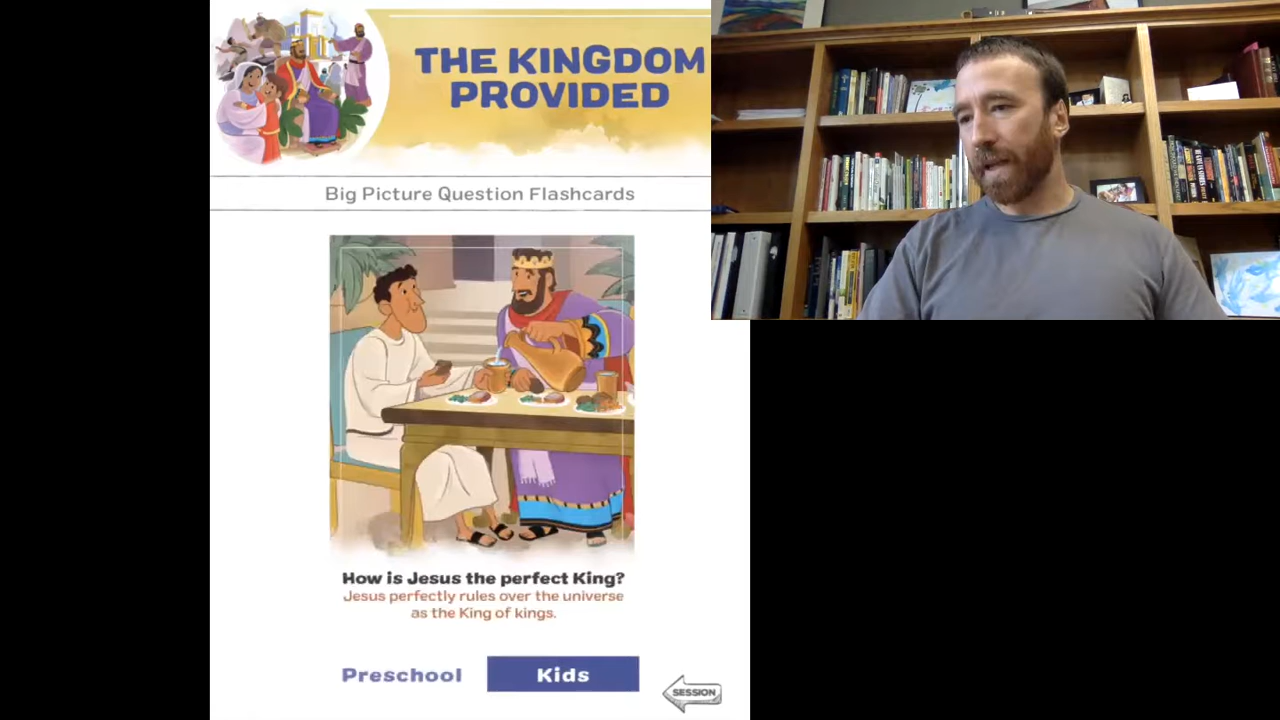 THE KINGDOM
PROVIDED
Big Picture Question Flashcards
How is Jesus the perfect King?
Jesus perfectly rules over the universe
as the King of kings.
Preschool
Kids
SESSION